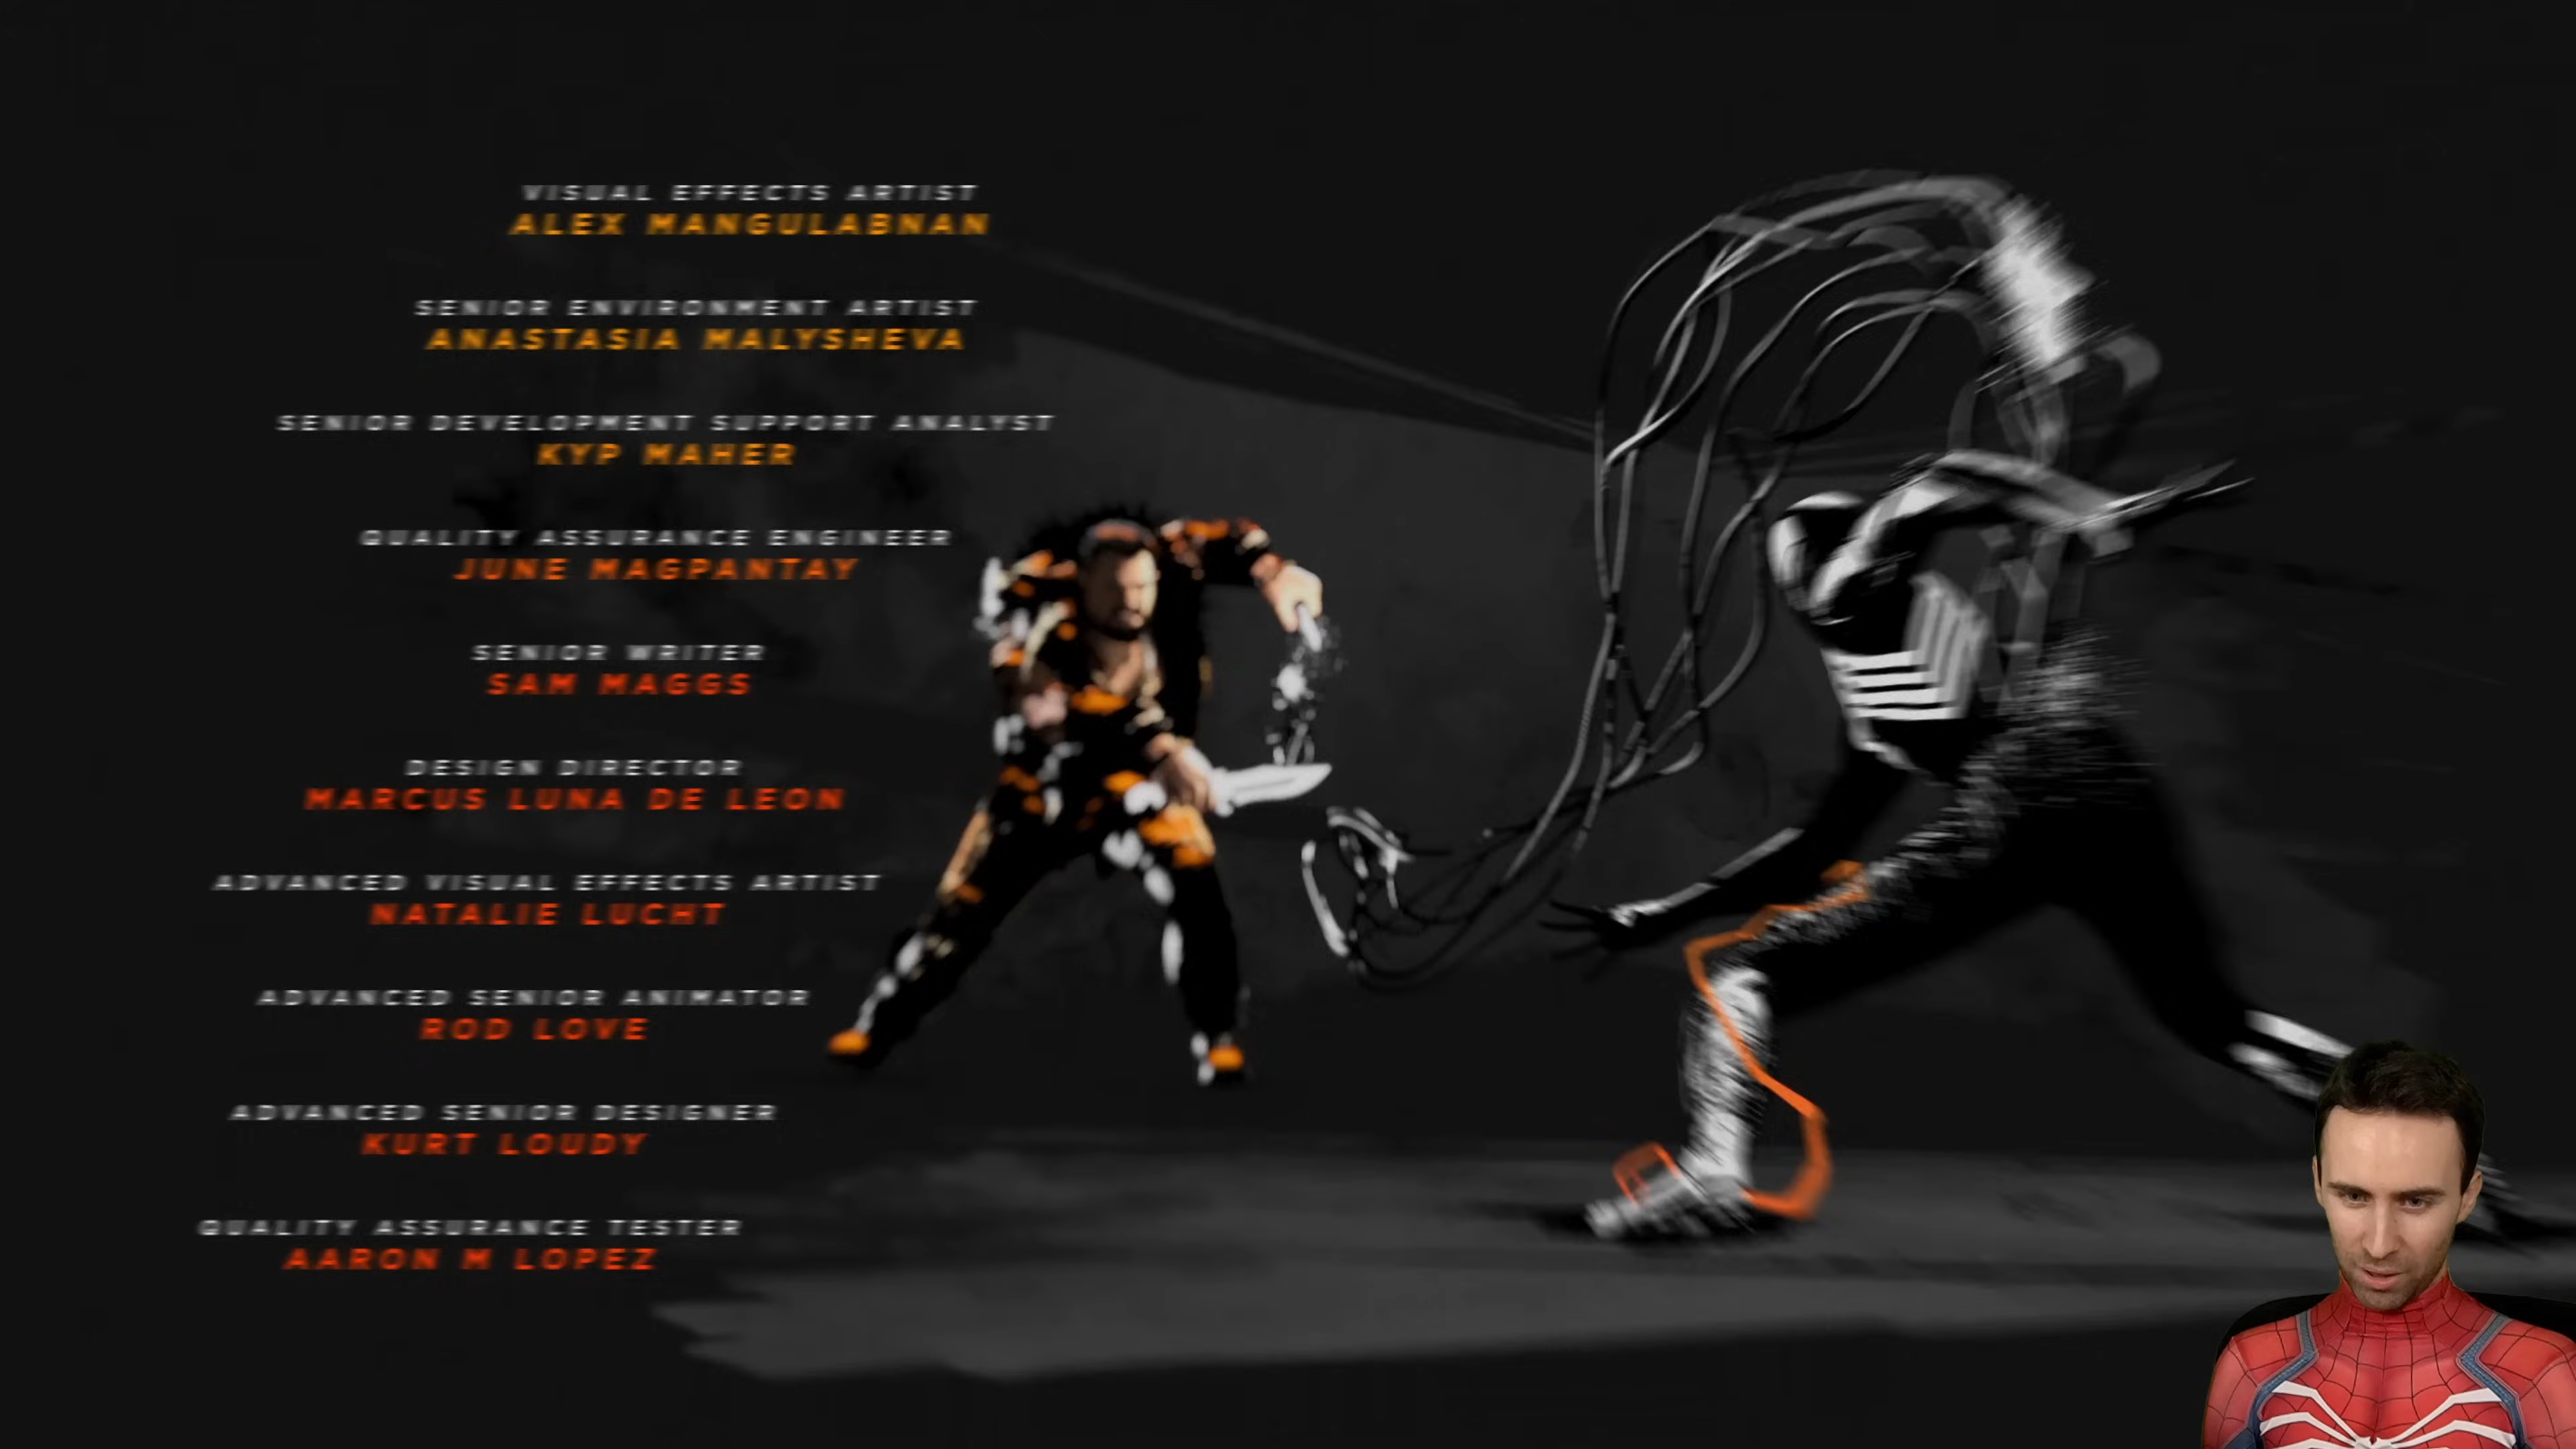 VISUAL EFFECTS ARTIST
ALEX MANGULABNAN
SENIOR ENVIRONMENT ARTIST
ANASTASIA MALYSHEVA
SENIOR DEVELOPMENT SUPPORT ANALYST
KYP MAHER
QUALITY ASSURANCE ENGINEER
JUNE MAGPANTAY
SENIOR WRITER
SAM MAGGS
DESIGN DIRECTOR
MARCUS LUNA DE LEON
ADVANCED VISUAL EFFECTS ARTIST
NATALIE LUCHT
ADVANCED SENIOR ANIMATOR
ROD LOVE
ADVANCED SENIOR DESIGNER
KURT LOUDY
QUALITY ASSURANCE TESTER
AARON M LOPEZ